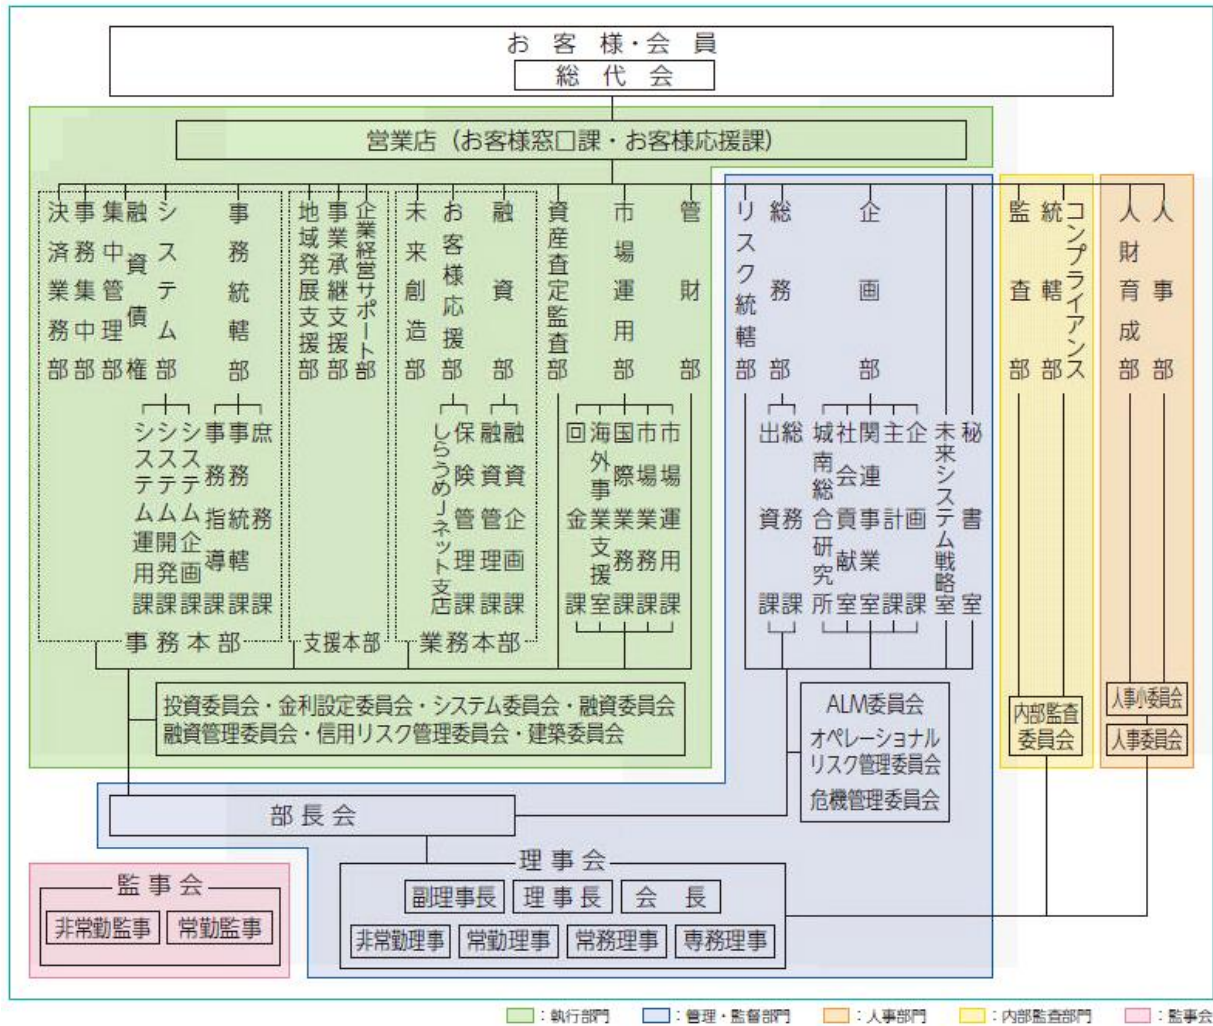 お客様・会員
総代会
営業店（お客様窓口課・お客様応援課）
決済業務部
事務集中部
集中管理部
融資債権
システム部
事務統轄部
地域発展支援部
事業承継支援部
企業経営サポート部
未来創造部
お客様応援部
融資部
資産査定監査部
市場運用部
管財部
リスク統轄部
総務部
企画部
監査部
統轄部
コンプライアンス
人財育成部
人事部
システム運用課
システム開発課
システム企画課
事務指導課
事務統轄課
庶務課
しらうめJネット支店
保険管理課
融資管理課
融資企画課
回金課
海外事業支援室
国際業務課
市場業務課
市場運用課
出資課
総務課
城南総合研究所
社会貢献室
関連事業室
主計課
企画課
未来システム戦略室
秘書室
事務本部
支援本部
業務本部
投資委員会・金利設定委員会・システム委員会・融資委員会
融資管理委員会・信用リスク管理委員会・建築委員会
ALM委員会
オペレーショナル
リスク管理委員会
危機管理委員会
内部監査
委員会
人事小委員会
人事委員会
部長会
理事会
副理事長
理事長
会長
非常勤理事
常勤理事
常務理事
専務理事
監事会
非常勤監事
常勤監事
：執行部門
：管理・監督部門
：人事部門
：内部監査部門
：監事会